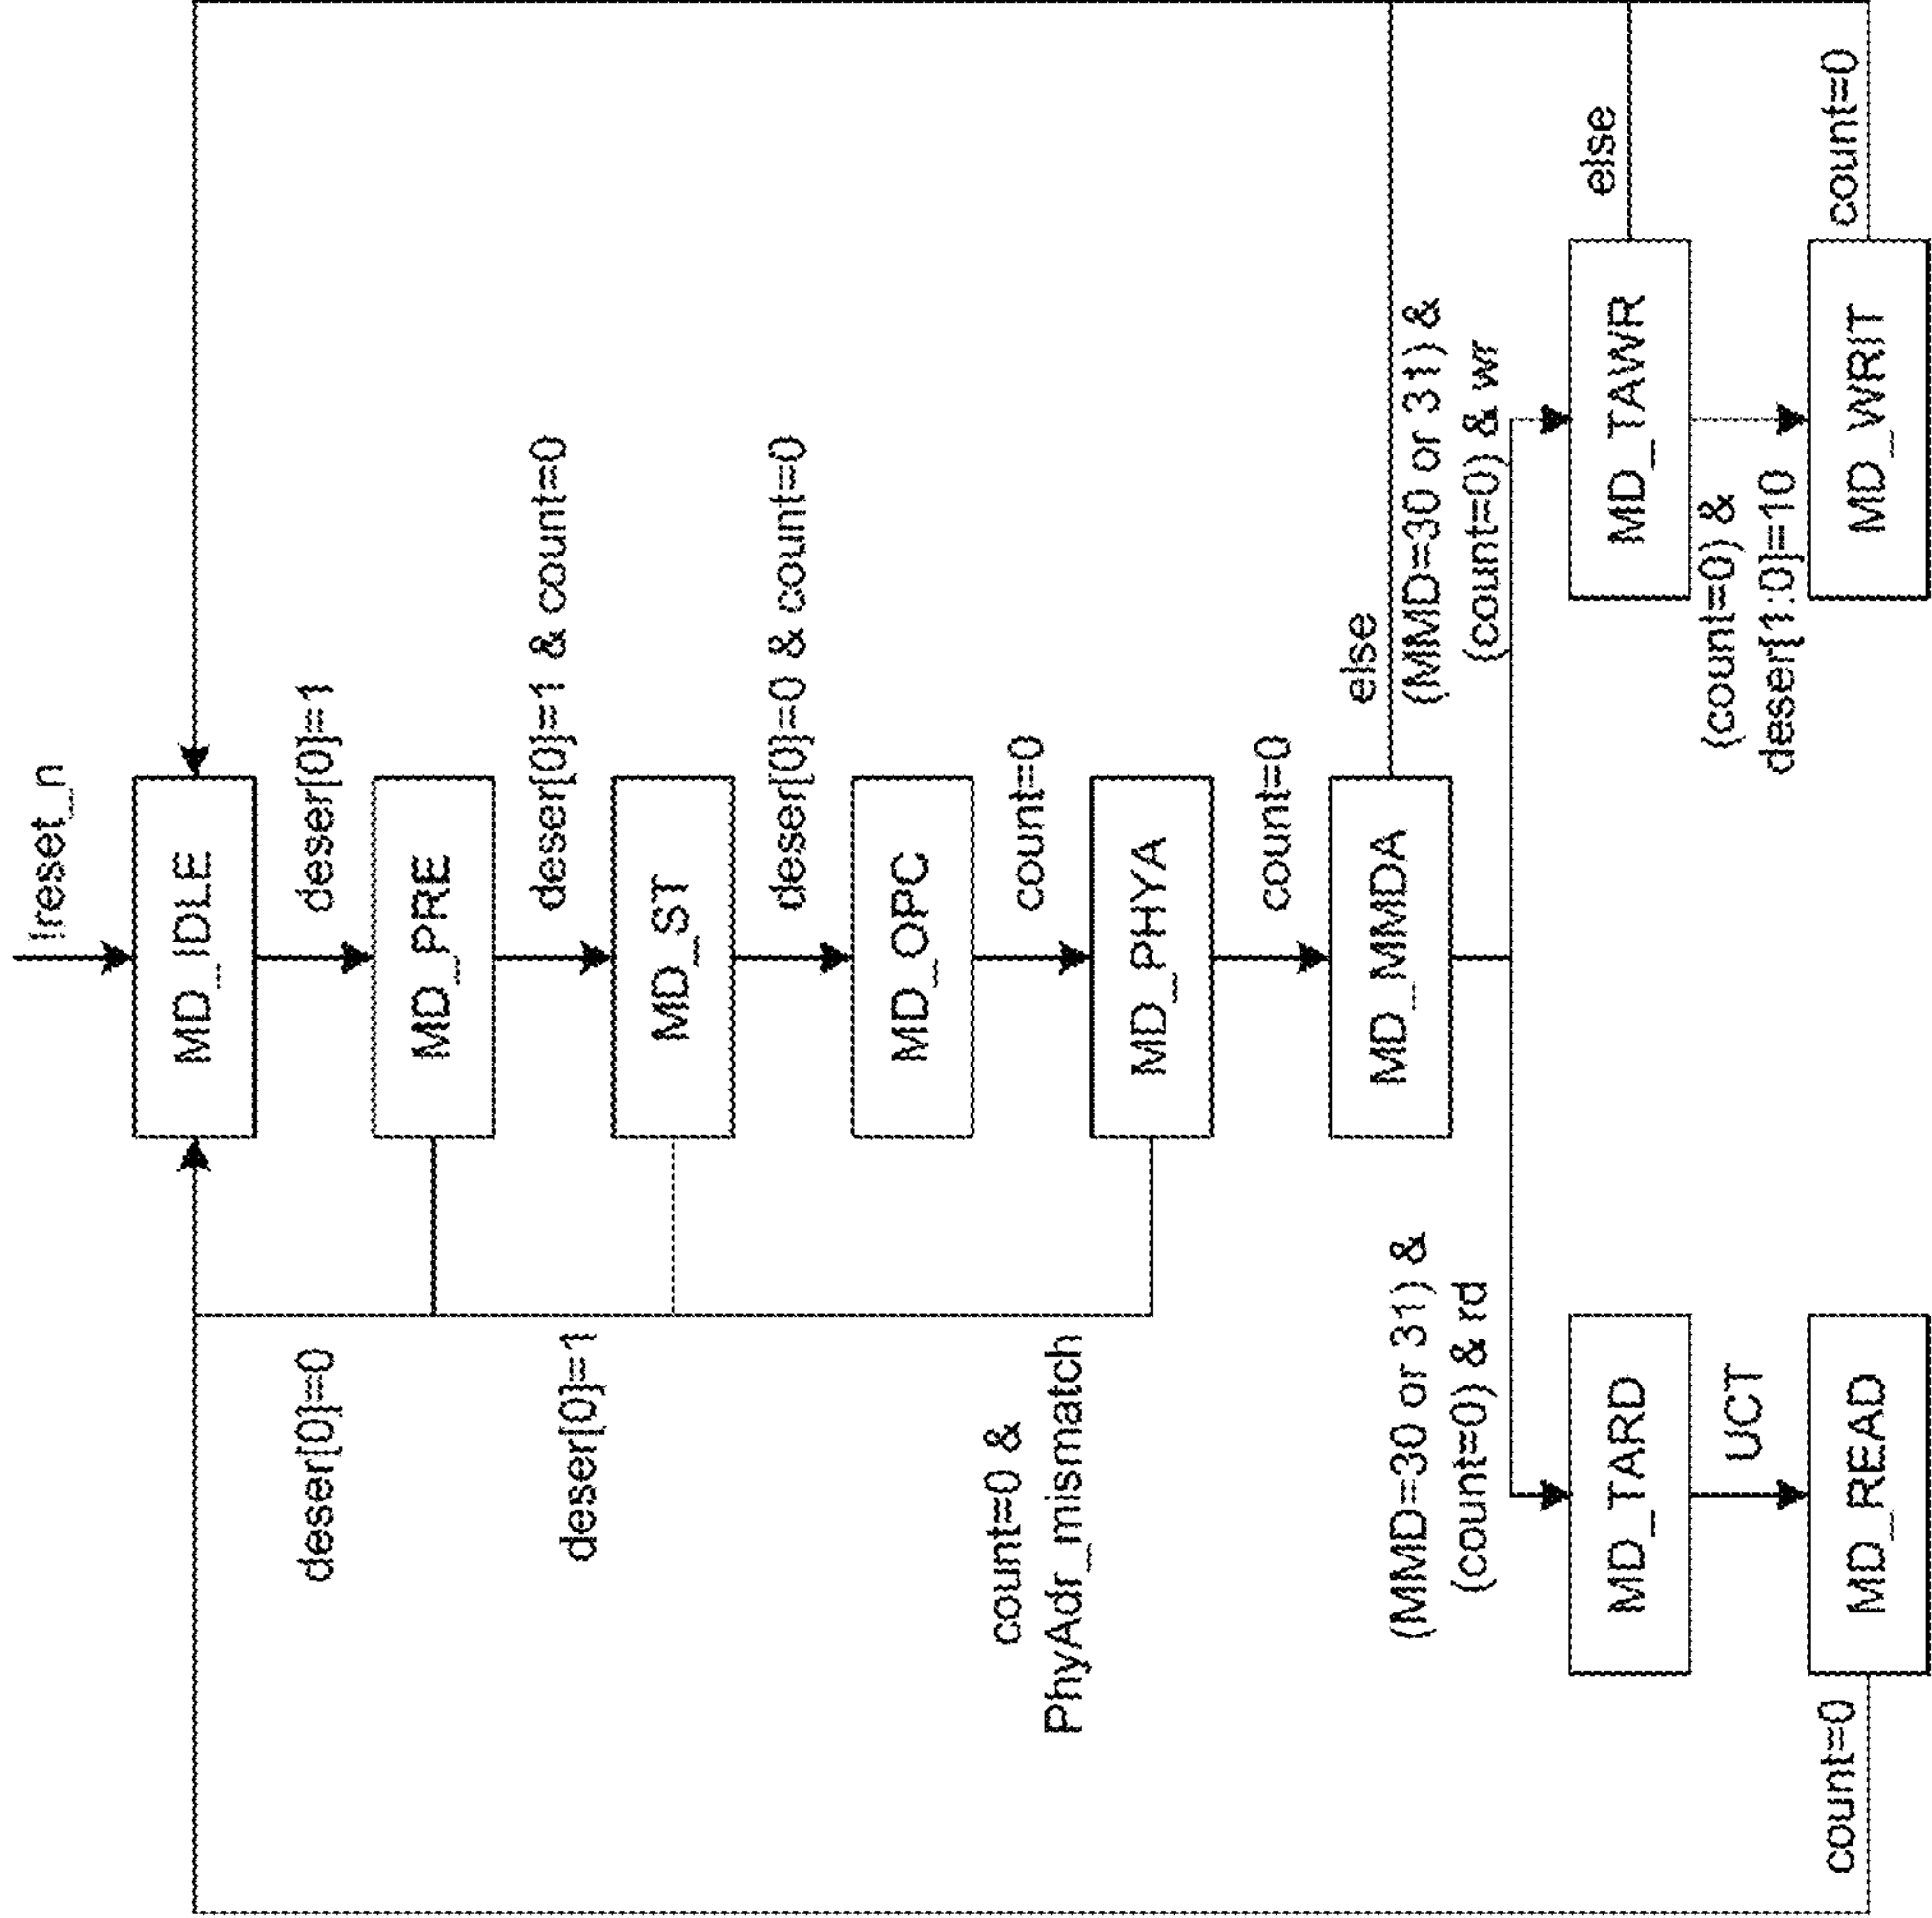 !reset_n
MD_IDLE
deser[0]=1
deser[0]=0
MD_PRE
deser[0]=1 & count=0
deser[0]=1
MD_ST
deser[0]=0 & count=0
MD_OPC
count=0
count=0 &
PhyAdr_mismatch
MD_PHYA
count=0
MD_MMDA
else
(MMD=30 or 31) &
(count=0) & rd
(MMD=30 or 31) &
(count=0) & wr
MD_TARD
MD_TAWR
else
UCT
(count=0) &
deser[1:0]=10
count=0
MD_READ
MD_WRIT
count=0